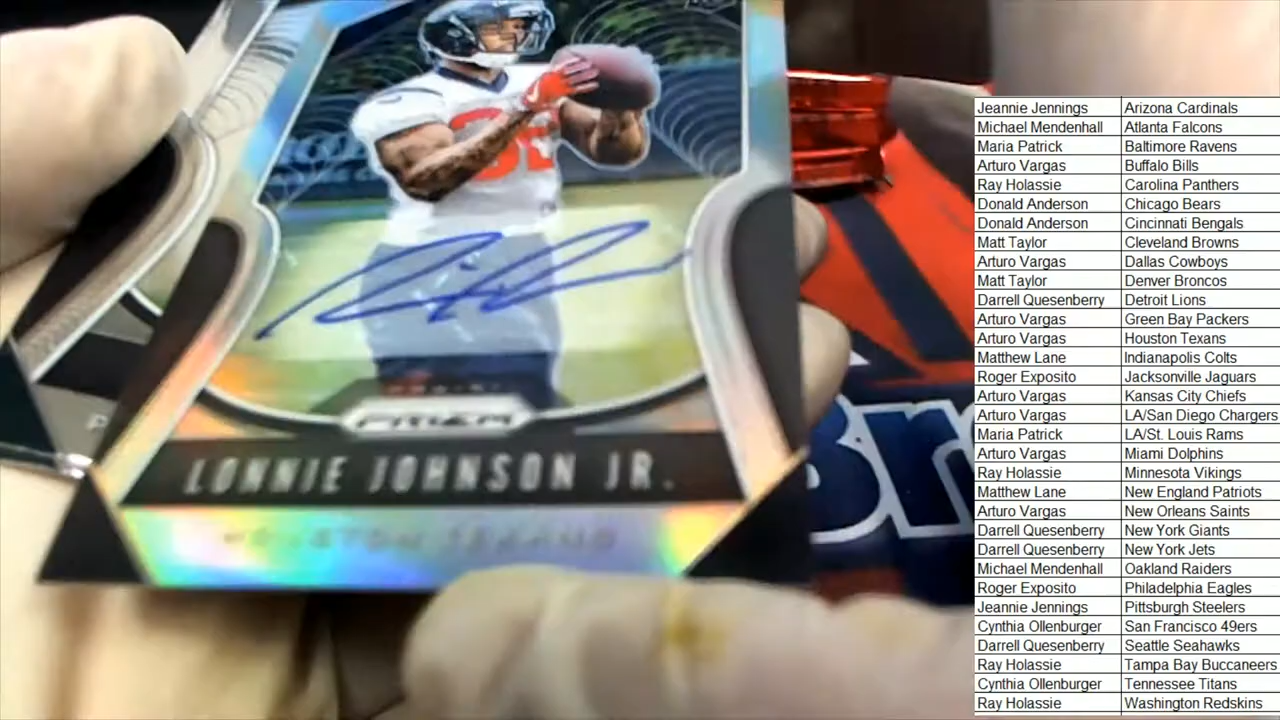 PRIZM
LONNIE JOHNSON JR.
HOUSTON TEXANS
Jeannie Jennings Arizona Cardinals
Michael Mendenhall Atlanta Falcons
Maria Patrick Baltimore Ravens
Arturo Vargas Buffalo Bills
Ray Holassie Carolina Panthers
Donald Anderson Chicago Bears
Donald Anderson Cincinnati Bengals
Matt Taylor Cleveland Browns
Arturo Vargas Dallas Cowboys
Matt Taylor Denver Broncos
Darrell Quesenberry Detroit Lions
Arturo Vargas Green Bay Packers
Arturo Vargas Houston Texans
Matthew Lane Indianapolis Colts
Roger Exposito Jacksonville Jaguars
Arturo Vargas Kansas City Chiefs
Arturo Vargas LA/San Diego Chargers
Maria Patrick LA/St. Louis Rams
Arturo Vargas Miami Dolphins
Ray Holassie Minnesota Vikings
Matthew Lane New England Patriots
Arturo Vargas New Orleans Saints
Darrell Quesenberry New York Giants
Darrell Quesenberry New York Jets
Michael Mendenhall Oakland Raiders
Roger Exposito Philadelphia Eagles
Jeannie Jennings Pittsburgh Steelers
Cynthia Ollenburger San Francisco 49ers
Darrell Quesenberry Seattle Seahawks
Ray Holassie Tampa Bay Buccaneers
Cynthia Ollenburger Tennessee Titans
Ray Holassie Washington Redskins